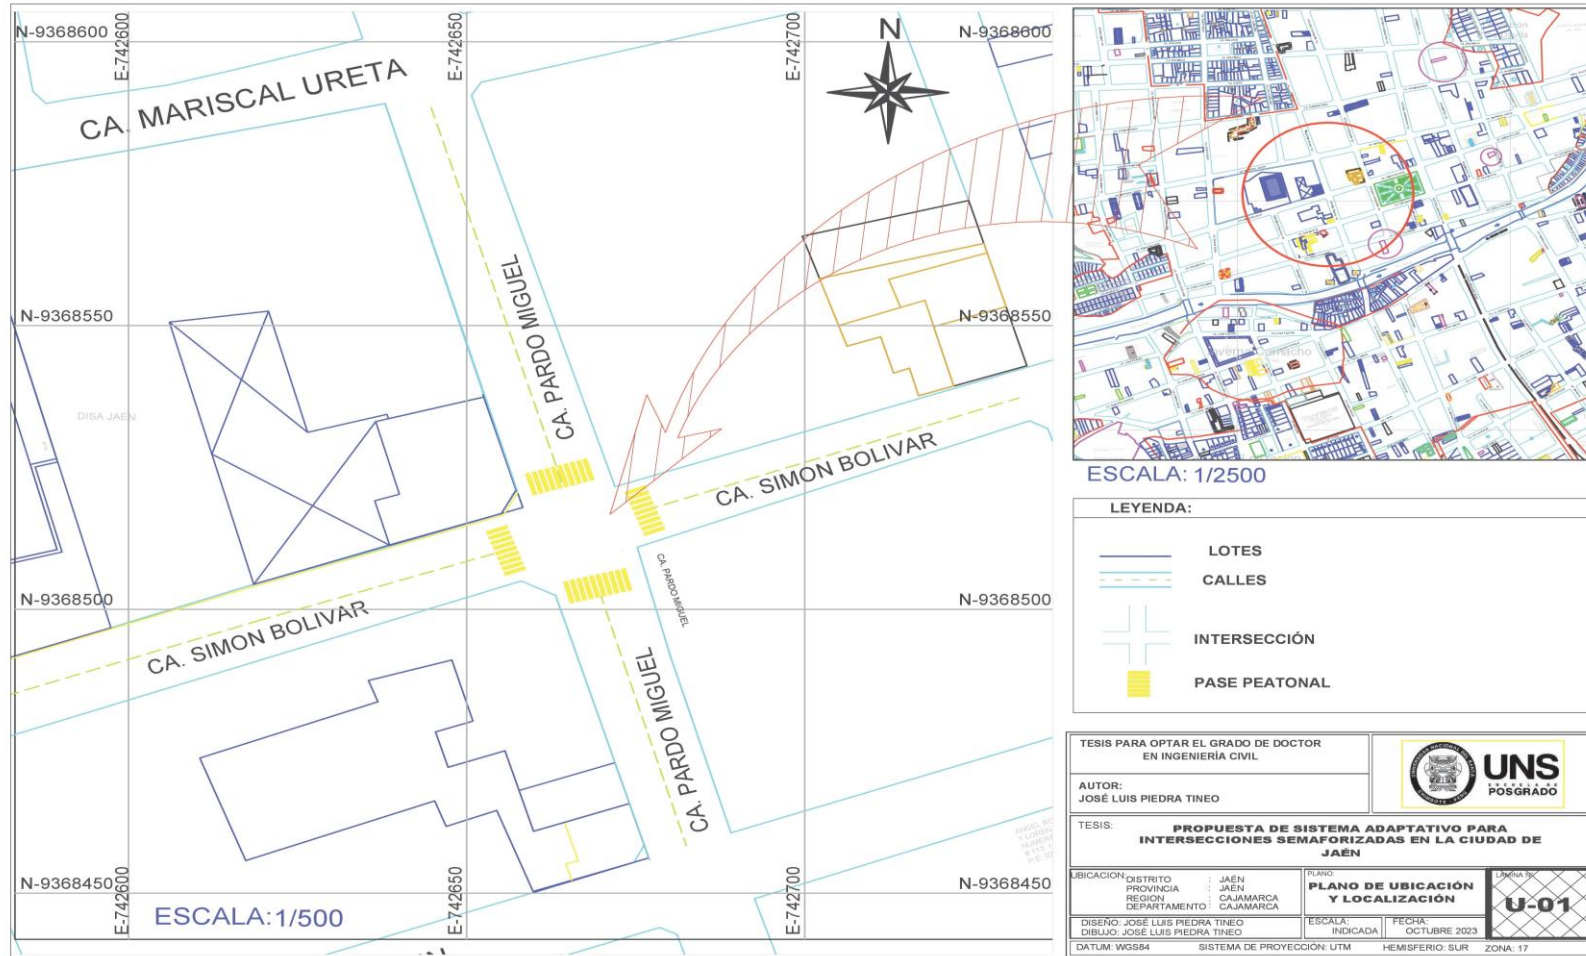 N-9368600
E-742600
E-742650
E-742700
N-9368600
N
CA. MARISCAL URETA
CA. PARDO MIGUEL
N-9368550
N-9368550
DISA JAEN
CA. SIMON BOLIVAR
CA. PARDO MIGUEL
N-9368500
CA. SIMON BOLIVAR
CA. PARDO MIGUEL
N-9368450
N-9368500
N-9368450
E-742600
E-742650
E-742700
ESCALA:1/500
ESCALA: 1/2500
LEYENDA:
LOTES
CALLES
INTERSECCIÓN
PASE PEATONAL
TESIS PARA OPTAR EL GRADO DE DOCTOR
EN INGENIERÍA CIVIL
AUTOR:
JOSÉ LUIS PIEDRA TINEO
UNS
ESCUELA DE
POSGRADO
TESIS:
PROPUESTA DE SISTEMA ADAPTATIVO PARA
INTERSECCIONES SEMAFORIZADAS EN LA CIUDAD DE
JAÉN
UBICACION:
DISTRITO : JAÉN
PROVINCIA : JAÉN
REGION : CAJAMARCA
DEPARTAMENTO : CAJAMARCA
PLANO:
PLANO DE UBICACIÓN
Y LOCALIZACIÓN
LAMINA N°
U-01
DISEÑO: JOSÉ LUIS PIEDRA TINEO
DIBUJO: JOSÉ LUIS PIEDRA TINEO
ESCALA:
INDICADA
FECHA:
OCTUBRE 2023
DATUM: WGS84 SISTEMA DE PROYECCIÓN: UTM HEMISFERIO: SUR ZONA: 17